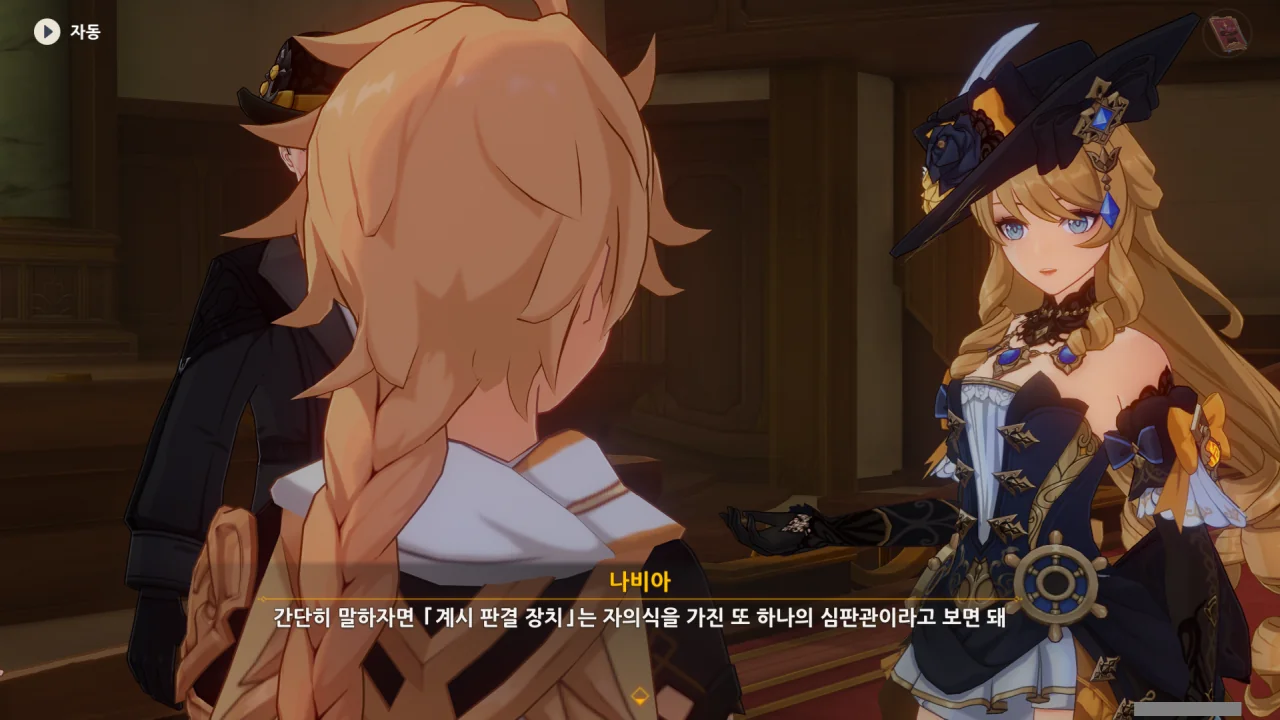 자동
나비아
간단히 말하자면 「계시 판결 장치」는 자의식을 가진 또 하나의 심판관이라고 보면 돼